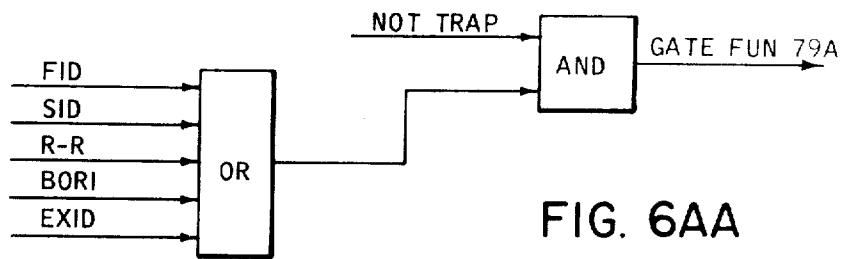 NOT TRAP
AND
GATE FUN 79A
FID
SID
R-R
BORI
EXID
OR
FIG. 6AA